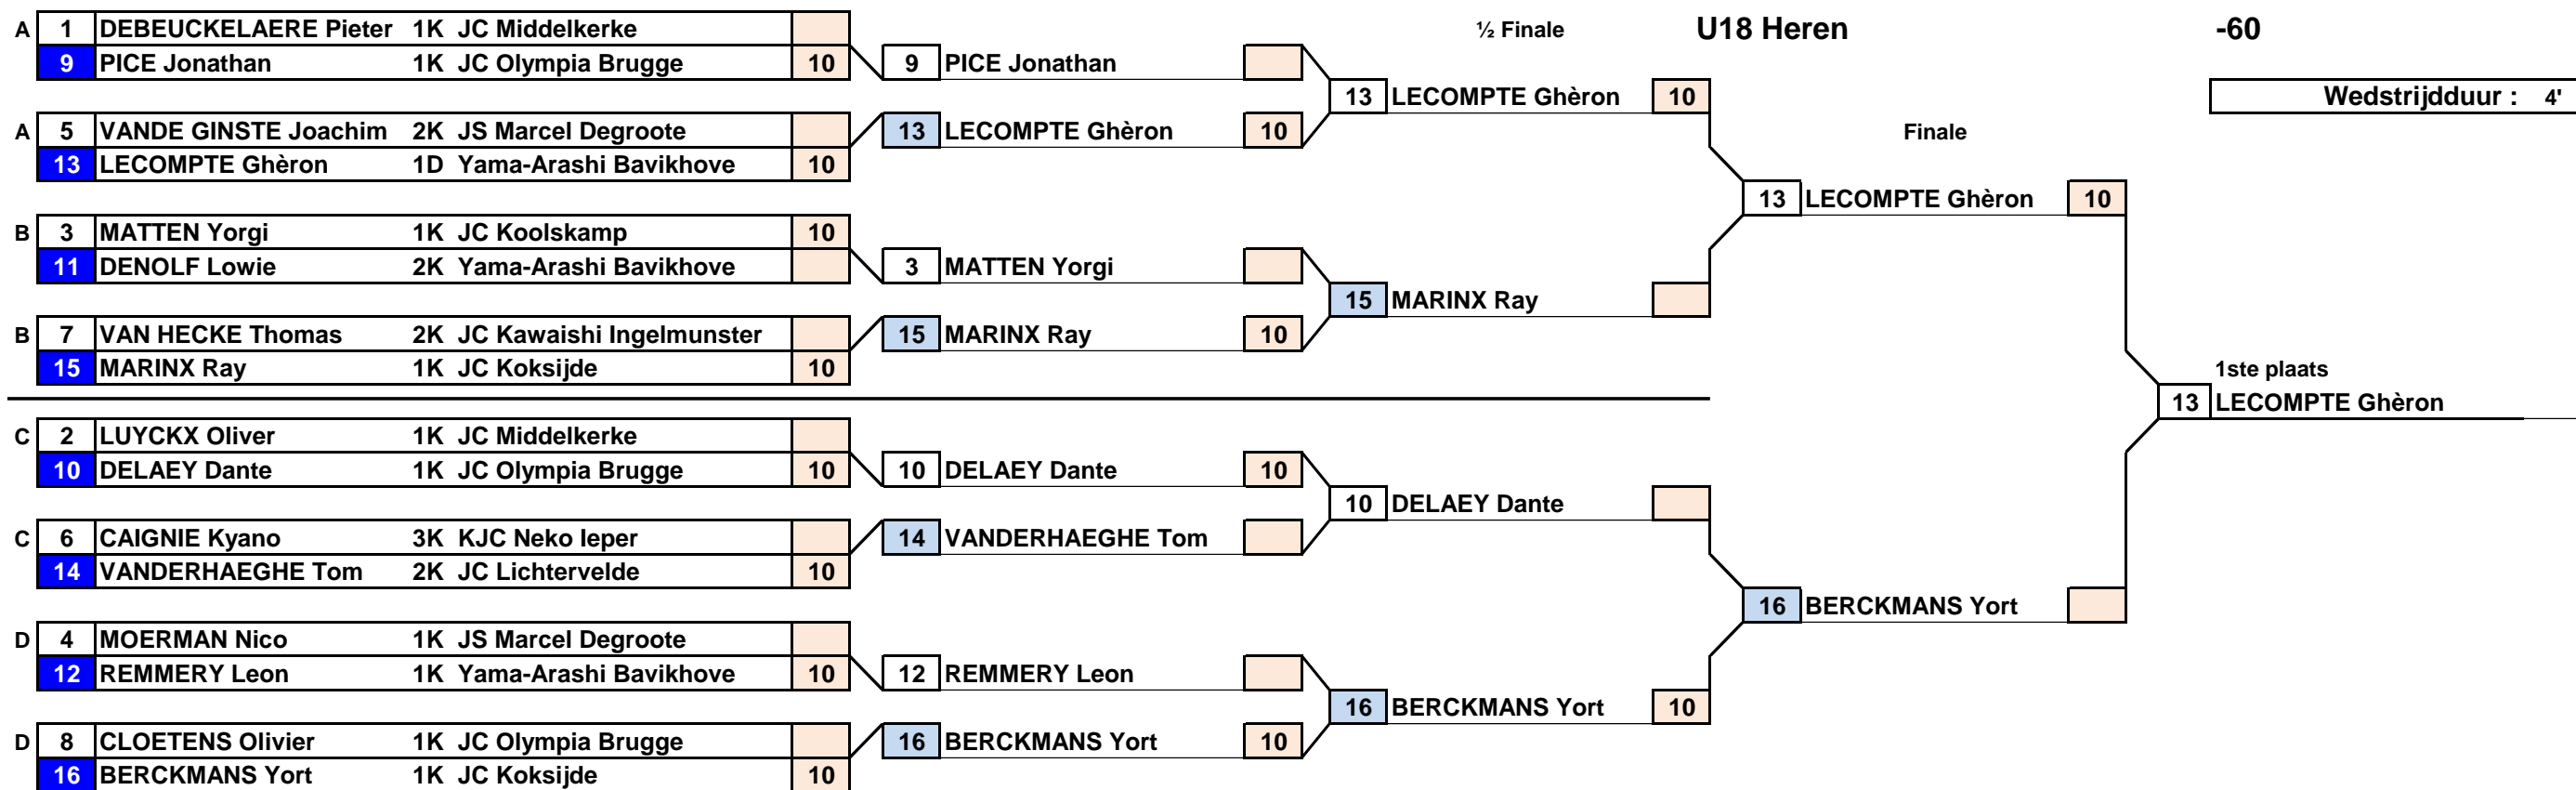 ½ Finale U18 Heren -60
A 1 DEBEUCKELAERE Pieter 1K JC Middelkerke
9 PICE Jonathan 1K JC Olympia Brugge 10 9 PICE Jonathan
13 LECOMPTE Ghèron 10 Wedstrijdduur : 4'
A 5 VANDE GINSTE Joachim 2K JS Marcel Degroote 13 LECOMPTE Ghèron 10 Finale
13 LECOMPTE Ghèron 1D Yama-Arashi Bavikhove 10
13 LECOMPTE Ghèron 10
B 3 MATTEN Yorgi 1K JC Koolskamp 10
11 DENOLF Lowie 2K Yama-Arashi Bavikhove 3 MATTEN Yorgi
15 MARINX Ray
B 7 VAN HECKE Thomas 2K JC Kawaishi Ingelmunster 15 MARINX Ray 10
15 MARINX Ray 1K JC Koksijde 10 1ste plaats
13 LECOMPTE Ghèron
C 2 LUYCKX Oliver 1K JC Middelkerke
10 DELAEY Dante 1K JC Olympia Brugge 10 10 DELAEY Dante 10
10 DELAEY Dante
C 6 CAIGNIE Kyano 3K KJC Neko Ieper 14 VANDERHAEGHE Tom
14 VANDERHAEGHE Tom 2K JC Lichtervelde 10
16 BERCKMANS Yort
D 4 MOERMAN Nico 1K JS Marcel Degroote
12 REMMERY Leon 1K Yama-Arashi Bavikhove 10 12 REMMERY Leon
16 BERCKMANS Yort 10
D 8 CLOETENS Olivier 1K JC Olympia Brugge 16 BERCKMANS Yort 10
16 BERCKMANS Yort 1K JC Koksijde 10